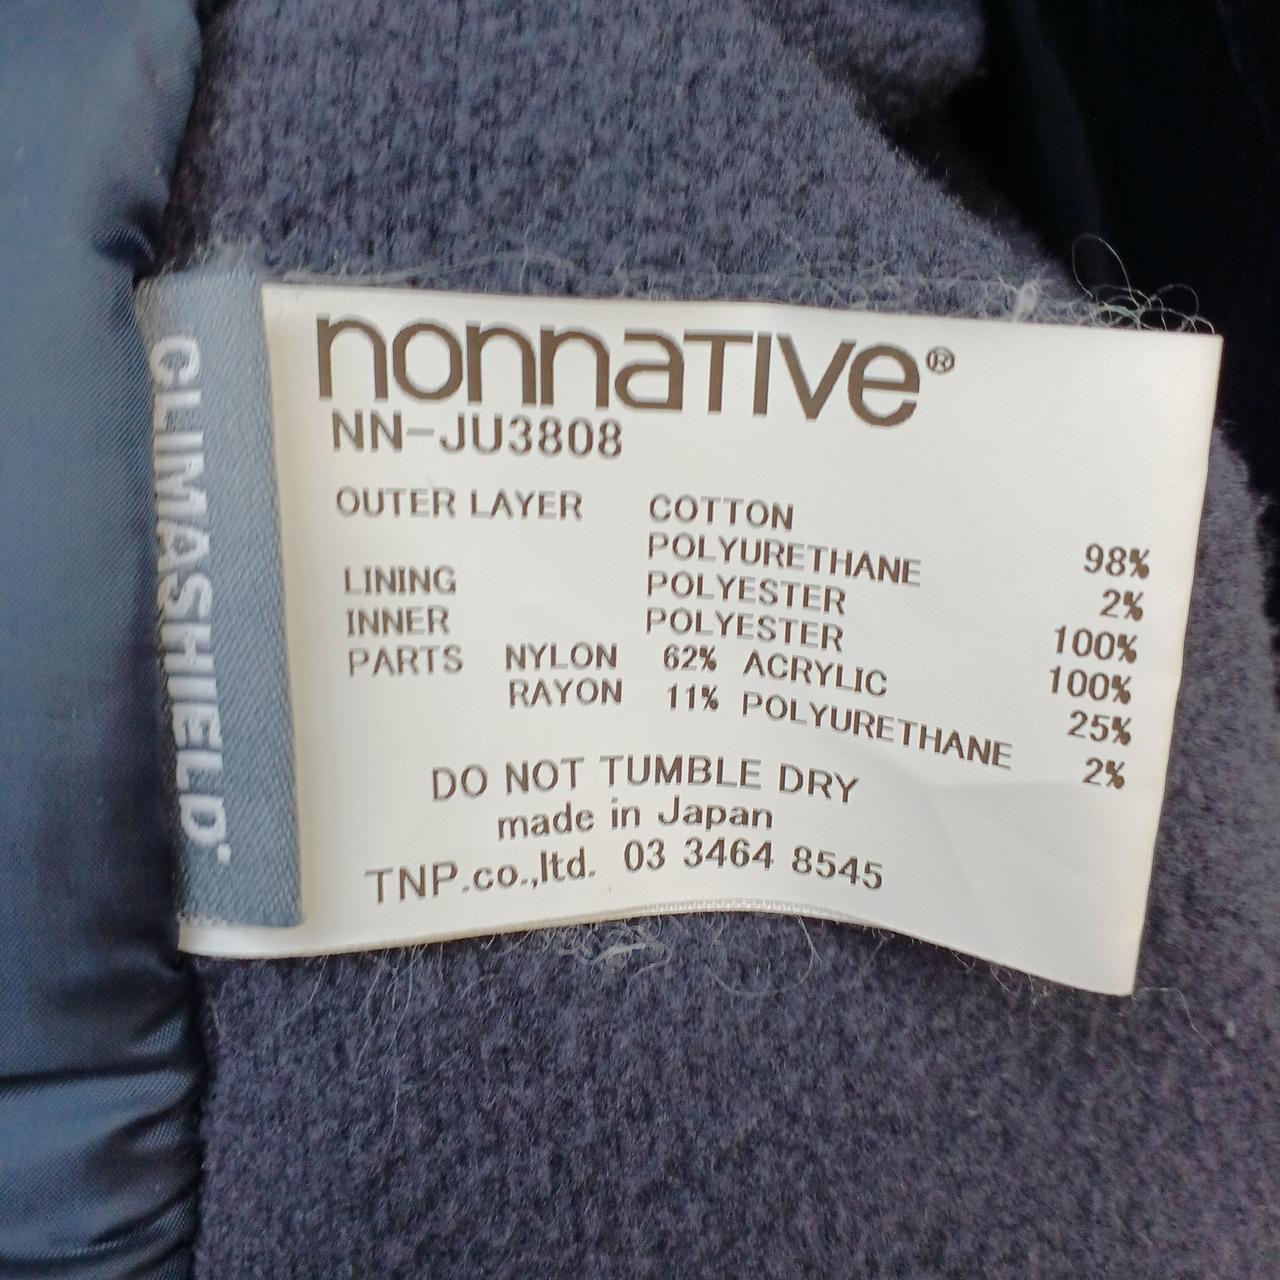 CLIMASHIELD®
nonnative®
NN-JU3808
OUTER LAYER COTTON 98%
POLYURETHANE 2%
LINING POLYESTER 100%
INNER POLYESTER 100%
PARTS NYLON 62% ACRYLIC 25%
RAYON 11% POLYURETHANE 2%
DO NOT TUMBLE DRY
made in Japan
TNP.co.,ltd. 03 3464 8545